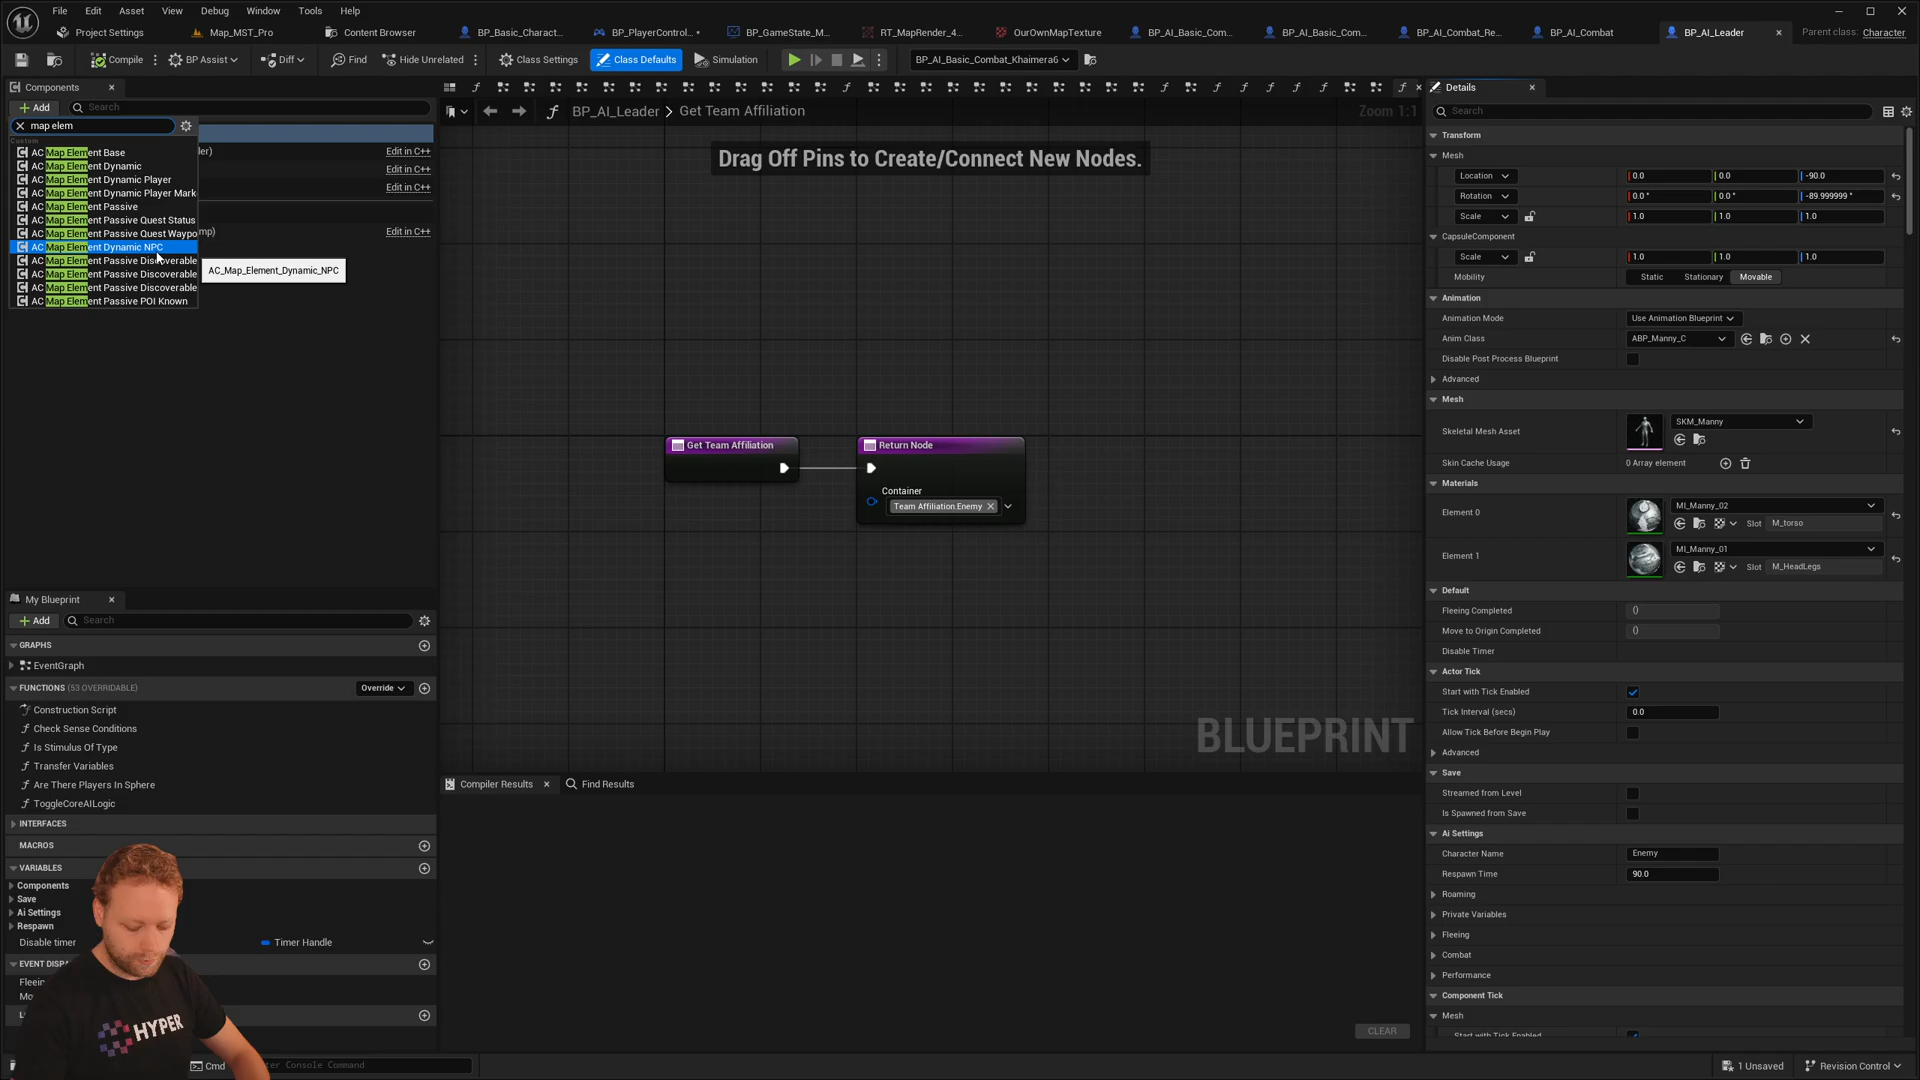 File Edit Asset View Debug Window Tools Help
Project Settings Map_MST_Pro Content Browser BP_Basic_Charact... BP_PlayerControl... BP_GameState_M... RT_MapRender_4... OurOwnMapTexture BP_AI_Basic_Com... BP_AI_Basic_Com... BP_AI_Combat_Re... BP_AI_Combat BP_AI_Leader Parent class: Character
Compile BP Assist Diff Find Hide Unrelated Class Settings Class Defaults Simulation BP_AI_Basic_Combat_Khaimera6
Components
Add Search
map elem
Custom
AC Map Element Base
ler) Edit in C++
AC Map Element Dynamic
Edit in C++
AC Map Element Dynamic Player
Edit in C++
AC Map Element Dynamic Player Mark
AC Map Element Passive
AC Map Element Passive Quest Status
AC Map Element Passive Quest Waypo
mp) Edit in C++
AC Map Element Dynamic NPC
AC Map Element Passive Discoverable
AC_Map_Element_Dynamic_NPC
AC Map Element Passive Discoverable
AC Map Element Passive Discoverable
AC Map Element Passive POI Known
BP_AI_Leader > Get Team Affiliation
Zoom 1:1
Drag Off Pins to Create/Connect New Nodes.
Get Team Affiliation
Return Node
Container
Team Affiliation.Enemy
BLUEPRINT
Compiler Results Find Results
CLEAR
My Blueprint
Add Search
GRAPHS
EventGraph
FUNCTIONS (53 OVERRIDABLE) Override
Construction Script
Check Sense Conditions
Is Stimulus Of Type
Transfer Variables
Are There Players In Sphere
ToggleCoreAILogic
INTERFACES
MACROS
VARIABLES
Components
Save
Ai Settings
Respawn
Disable timer Timer Handle
EVENT DISPA
Fleein
Mo
L
HYPER
Cmd
nter Console Command
Details
Search
Transform
Mesh
Location 0.0 0.0 -90.0
Rotation 0.0 ° 0.0 ° -89.999999 °
Scale 1.0 1.0 1.0
CapsuleComponent
Scale 1.0 1.0 1.0
Mobility Static Stationary Movable
Animation
Animation Mode Use Animation Blueprint
Anim Class ABP_Manny_C
Disable Post Process Blueprint
Advanced
Mesh
Skeletal Mesh Asset SKM_Manny
Skin Cache Usage 0 Array element
Materials
Element 0 MI_Manny_02
Slot M_torso
Element 1 MI_Manny_01
Slot M_HeadLegs
Default
Fleeing Completed ()
Move to Origin Completed ()
Disable Timer
Actor Tick
Start with Tick Enabled
Tick Interval (secs) 0.0
Allow Tick Before Begin Play
Advanced
Save
Streamed from Level
Is Spawned from Save
Ai Settings
Character Name Enemy
Respawn Time 90.0
Roaming
Private Variables
Fleeing
Combat
Performance
Component Tick
Mesh
Start with Tick Enabled
1 Unsaved Revision Control